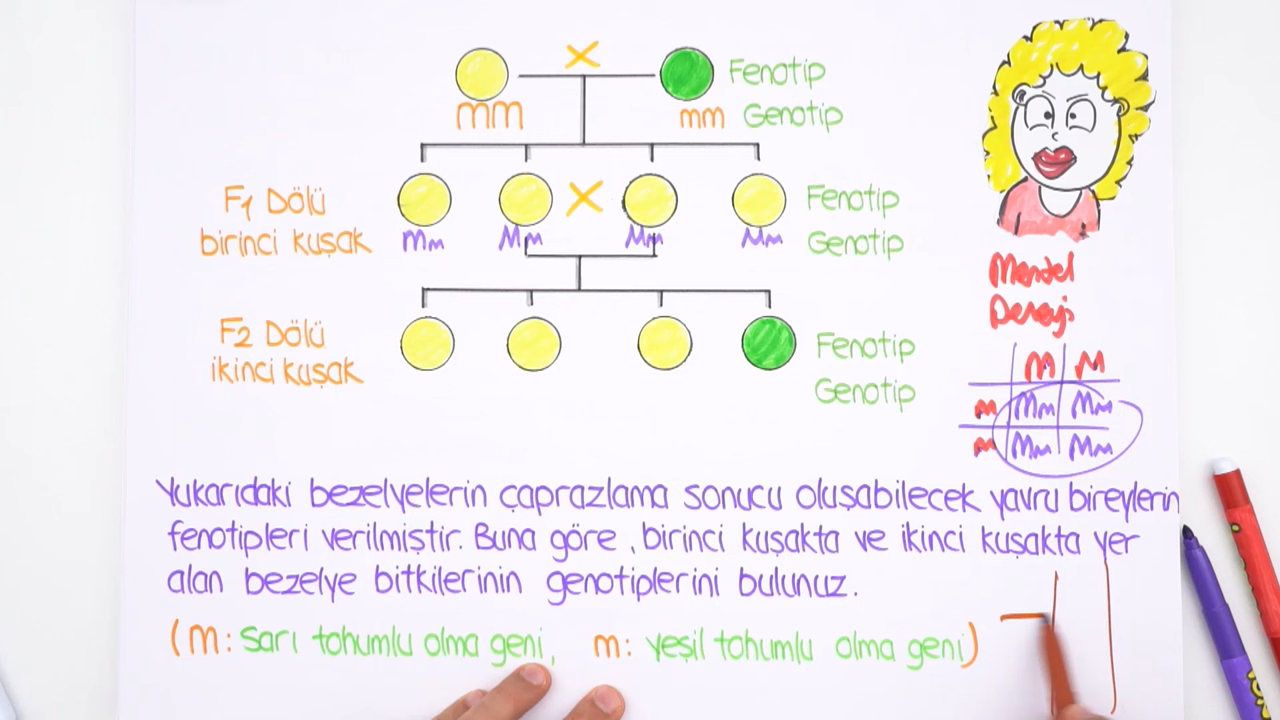 Fenotip
mm mm Genotip
F1 Dölü Fenotip
birinci kuşak Mm Mm Mm Mm Genotip
F2 Dölü Fenotip
ikinci kuşak Genotip
Mendel
M M
m Mm Mm
m Mm Mm
Yukarıdaki bezelyelerin çaprazlama sonucu oluşabilecek yavru bireylerin
fenotipleri verilmiştir. Buna göre, birinci kuşakta ve ikinci kuşakta yer
alan bezelye bitkilerinin genotiplerini bulunuz.
(m: sarı tohumlu olma geni, m: yeşil tohumlu olma geni)